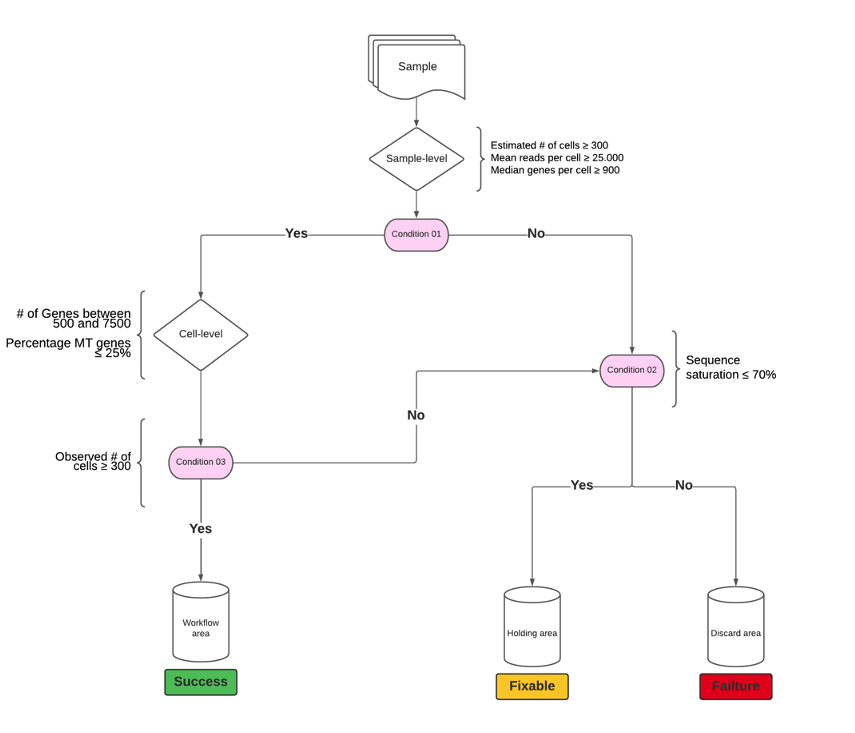 Sample
Sample-level
Estimated # of cells ≥ 300
Mean reads per cell ≥ 25.000
Median genes per cell ≥ 900
Condition 01
Yes
No
# of Genes between
500 and 7500
Percentage MT genes
≤ 25%
Cell-level
Condition 02
Sequence
saturation ≤ 70%
No
Observed # of
cells ≥ 300
Condition 03
Yes
No
Yes
Workflow
area
Holding area
Discard area
Success
Fixable
Failture